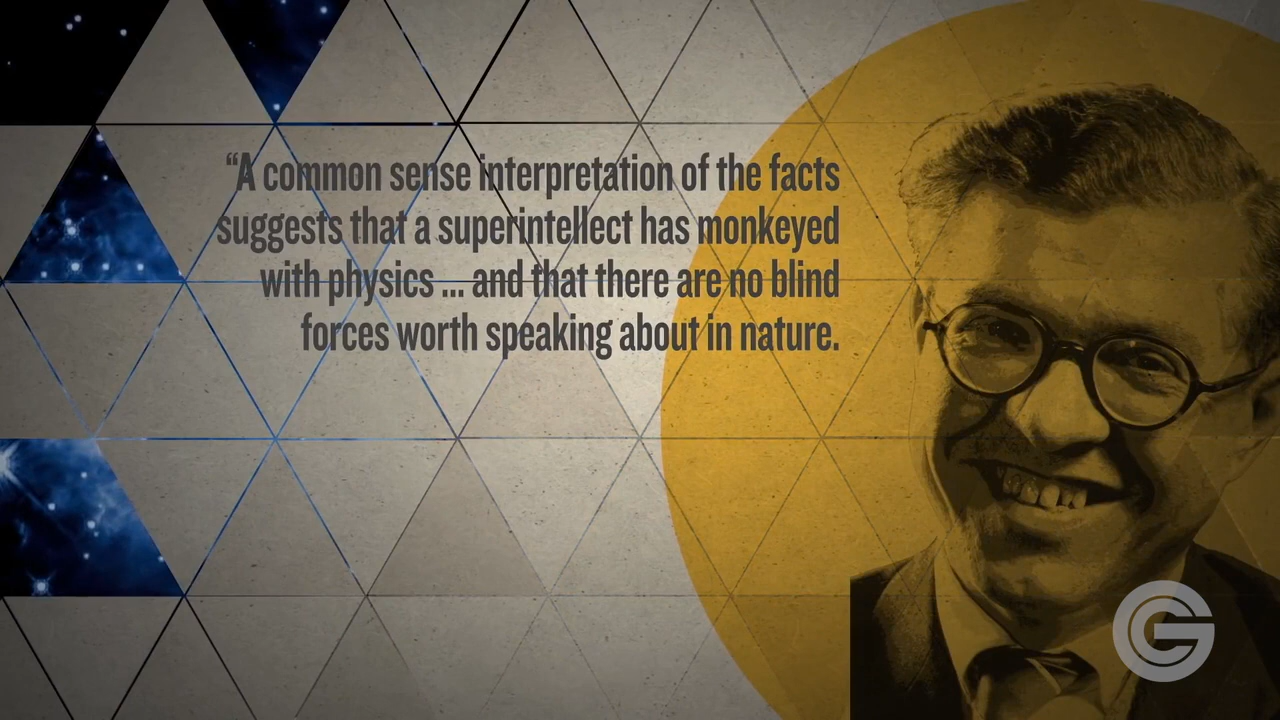 “A common sense interpretation of the facts
suggests that a superintellect has monkeyed
with physics ... and that there are no blind
forces worth speaking about in nature.